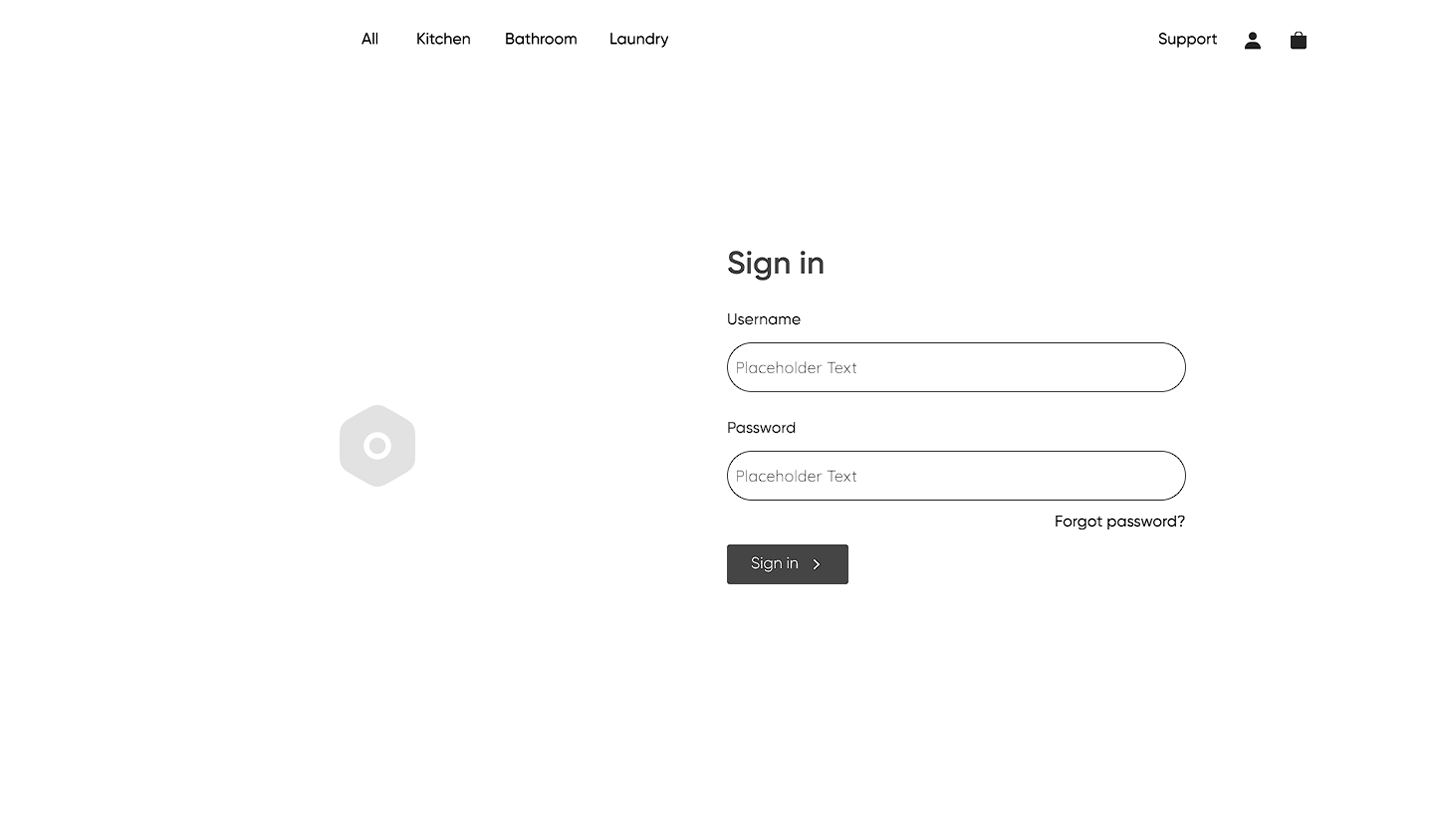 All Kitchen Bathroom Laundry Support
Sign in
Username
Placeholder Text
Password
Placeholder Text
Forgot password?
Sign in